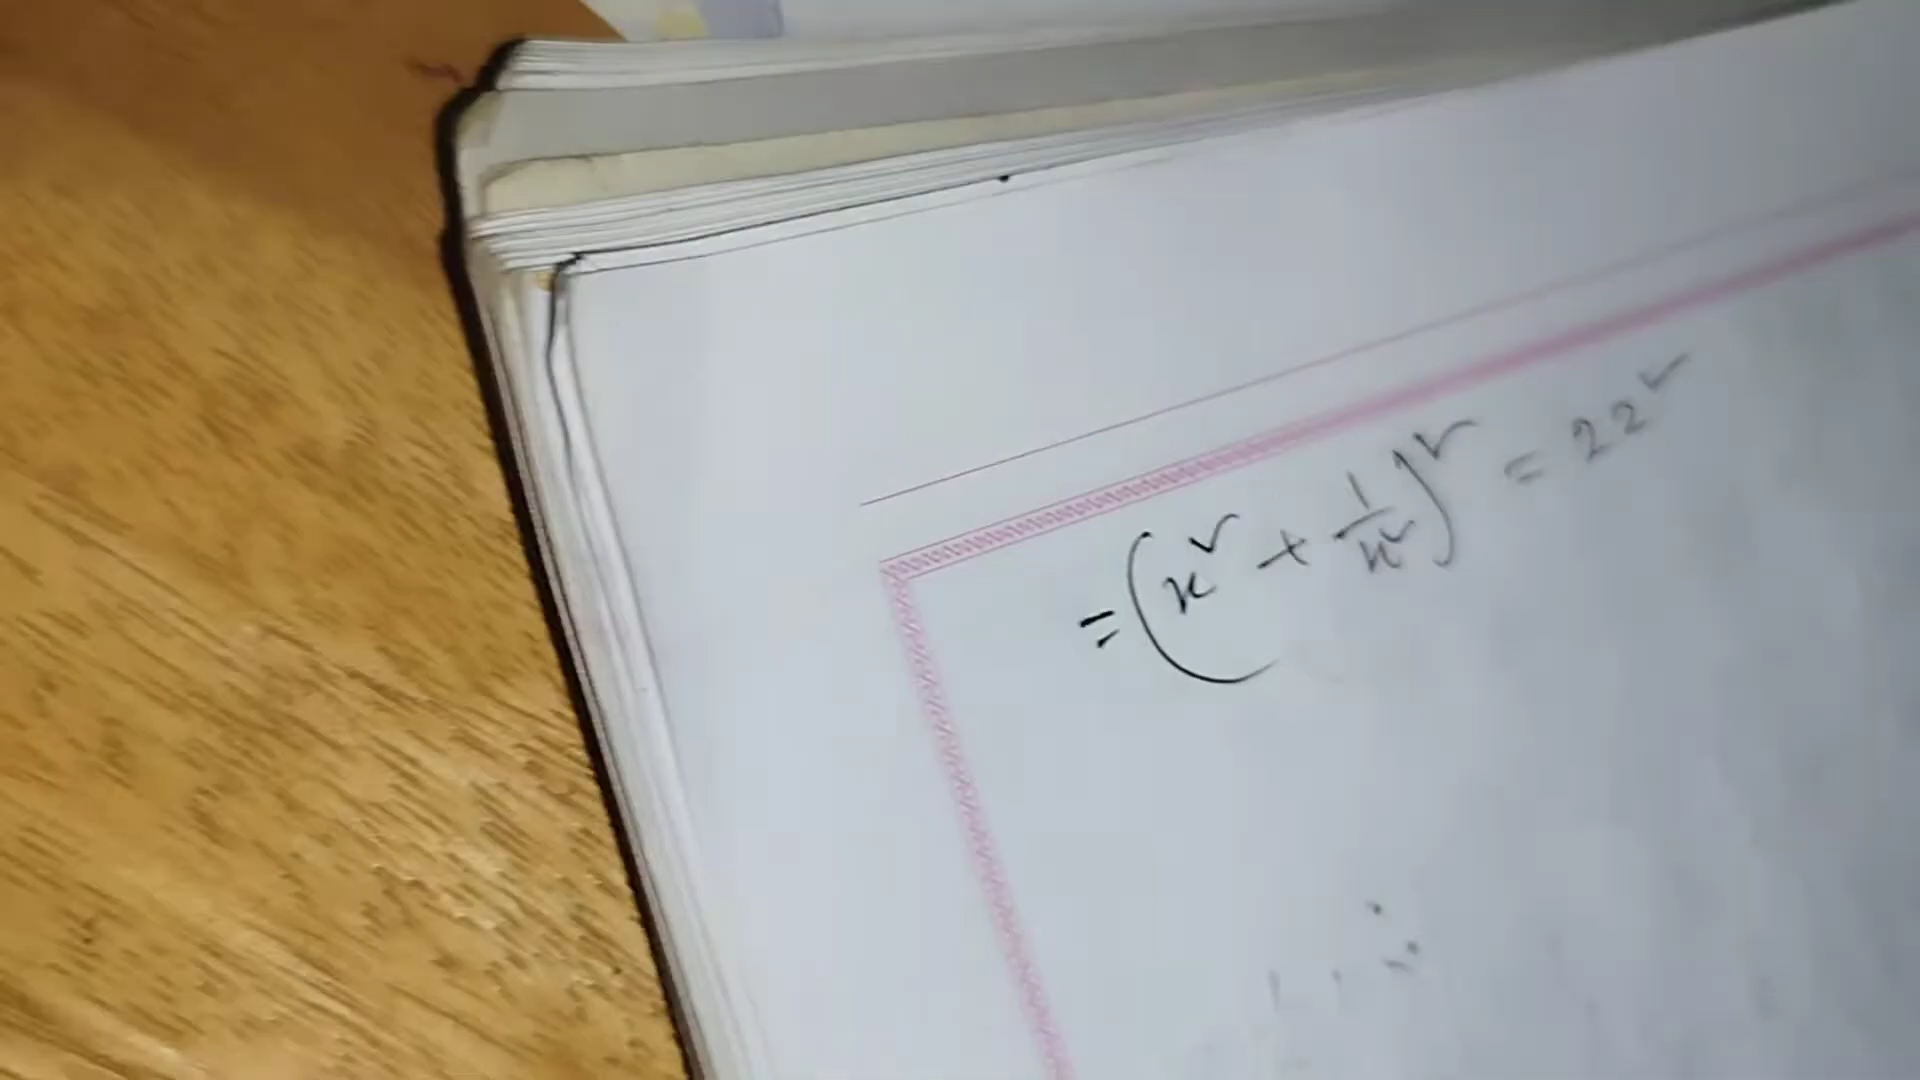 = (x² + 1/x²)² = 22²